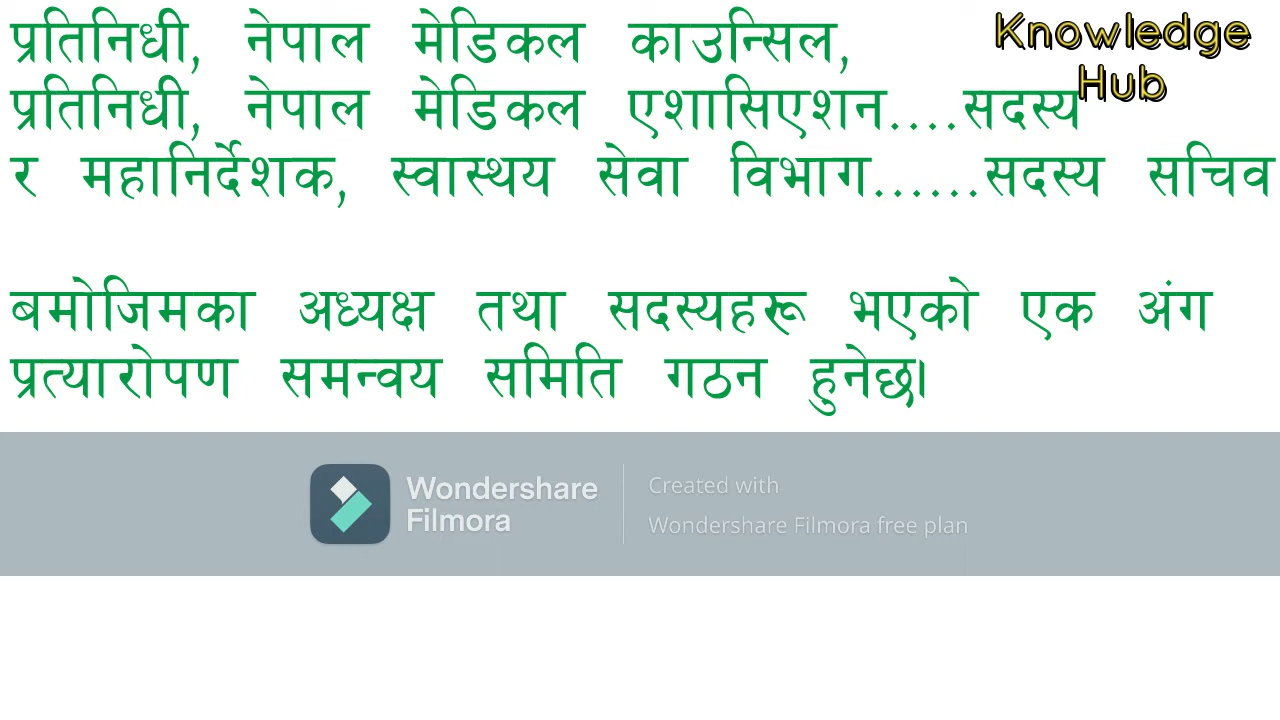 प्रतिनिधी, नेपाल मेडिकल काउन्सिल,
प्रतिनिधी, नेपाल मेडिकल एशासिएशन....सदस्य
र महानिर्देशक, स्वास्थय सेवा विभाग......सदस्य सचिव
Knowledge
Hub
बमोजिमका अध्यक्ष तथा सदस्यहरू भएको एक अंग
प्रत्यारोपण समन्वय समिति गठन हुनेछ।
Wondershare
Filmora
Created with
Wondershare Filmora free plan